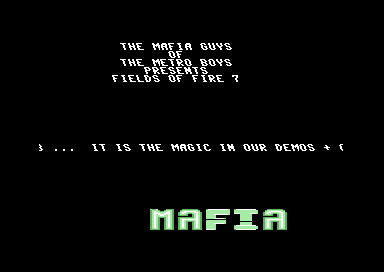 THE MAFIA GUYS
OF
THE METRO BOYS
PRESENTS
FIELDS OF FIRE 7
} ... IT IS THE MAGIC IN OUR DEMOS + (
MAFIA